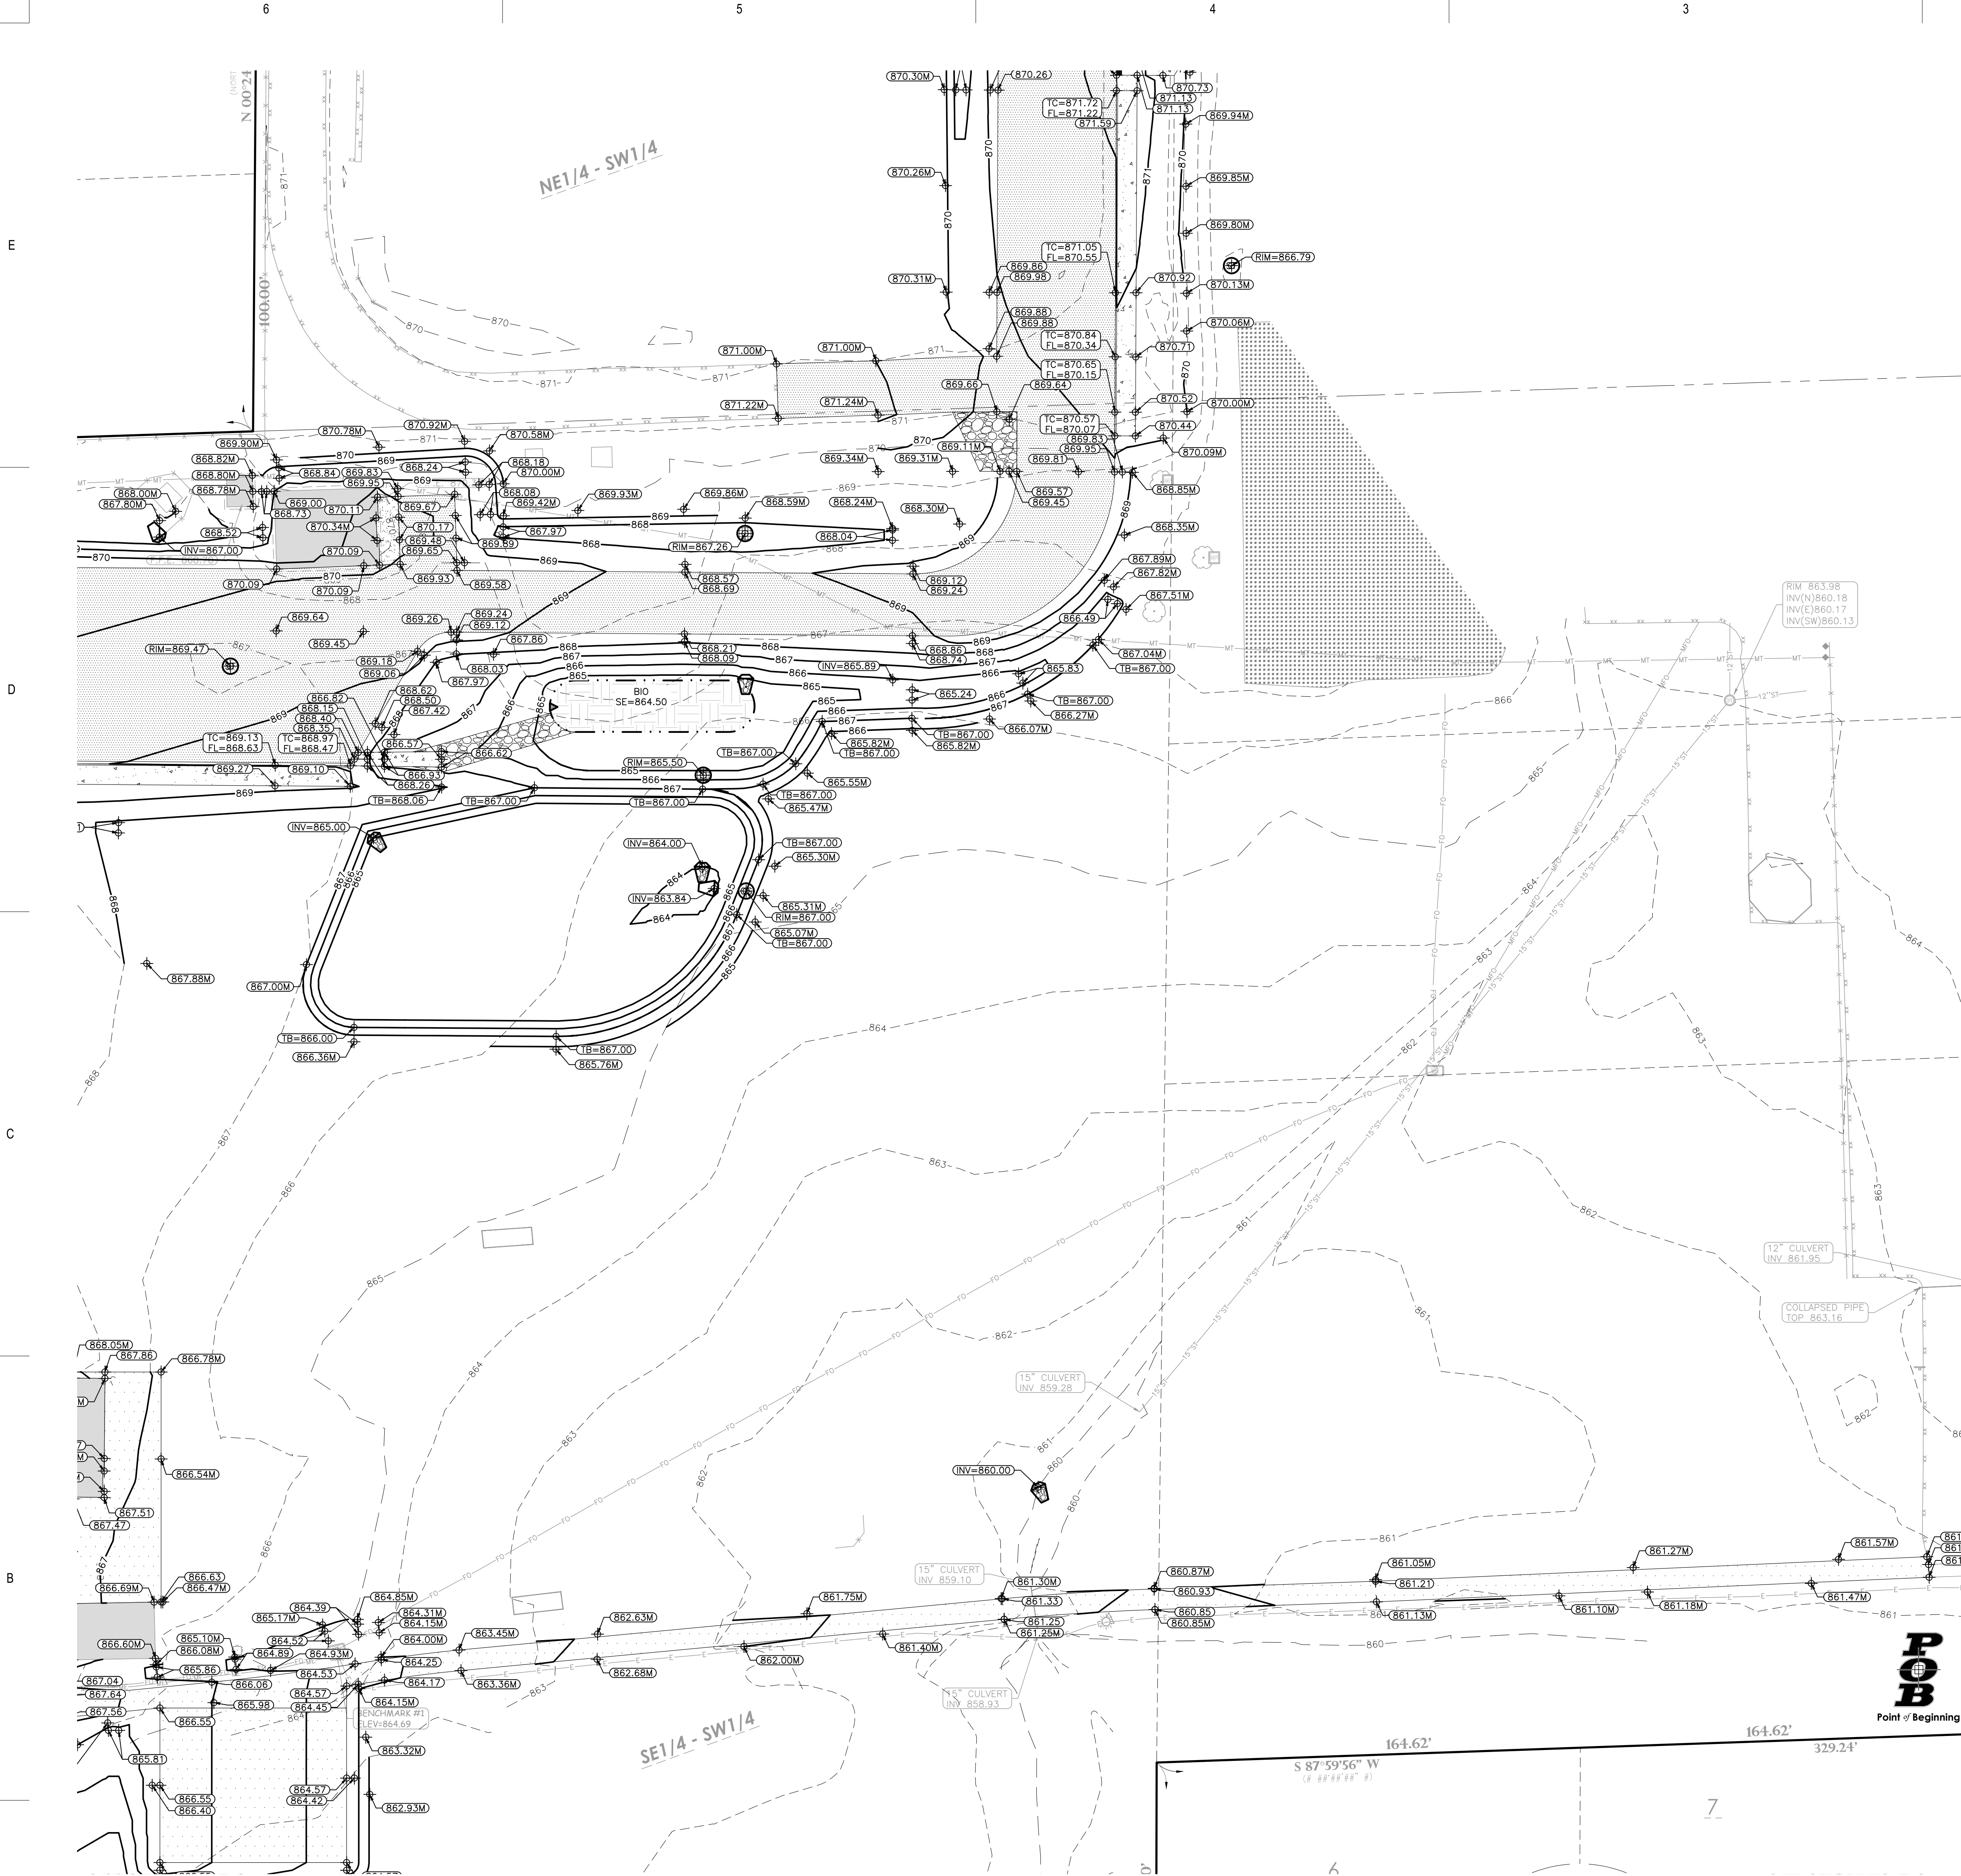 6
5
4
3
E
D
C
B
N 00°24
(NORT
100.00'
NE1/4 - SW1/4
871
870
870
870
871
871
870.30M
870.26
TC=871.72
FL=871.22
871.59
870.73
871.13
871.13
869.94M
870.26M
869.85M
869.80M
870
870
871
870
TC=871.05
FL=870.55
RIM=866.79
869.86
869.98
870.31M
870.92
870.13M
869.88
869.88
TC=870.84
FL=870.34
870.06M
870.71
871.00M
871.00M
TC=870.65
FL=870.15
869.66
869.64
870.52
870.00M
871.22M
871.24M
TC=870.57
FL=870.07
869.83
869.95
870.44
870.09M
870.78M
870.92M
870.58M
869.90M
868.82M
868.80M
868.78M
868.84
869.83
868.24
868.18
870.00M
869.95
869.00
868.73
870.11
869.67
868.08
869.42M
869.93M
869.86M
868.59M
869.34M
869.31M
869.11M
869.81
869.57
869.45
868.85M
868.00M
867.80M
868.52
870.34M
870.17
867.97
868.24M
868.30M
868.35M
INV=867.00
870.09
869.48
869.65
869.89
RIM=867.26
868.04
870.09
870.09
869.93
869.58
868.57
868.69
869.12
869.24
867.89M
867.82M
867.51M
866.49
869.64
869.45
869.26
869.24
869.12
867.86
RIM=869.47
869.18
869.06
868.03
867.97
868.21
868.09
868.86
868.74
867.04M
TB=867.00
INV=865.89
865.83
BIO
SE=864.50
865.24
TB=867.00
866.27M
866.07M
866.82
868.62
868.50
868.15
868.40
868.35
867.42
TC=869.13
FL=868.63
TC=868.97
FL=868.47
866.57
866.62
TB=867.00
865.82M
TB=867.00
TB=867.00
865.82M
RIM=865.50
869.27
869.10
866.93
868.26
865.55M
TB=868.06
TB=867.00
TB=867.00
TB=867.00
865.47M
INV=865.00
INV=864.00
TB=867.00
865.30M
INV=863.84
865.31M
RIM=867.00
865.07M
TB=867.00
867.88M
867.00M
TB=866.00
866.36M
TB=867.00
865.76M
RIM 863.98
INV(N)860.18
INV(E)860.17
INV(SW)860.13
12"ST
12"ST
15"ST
MFO
FO
MT
12" CULVERT
INV 861.95
COLLAPSED PIPE
TOP 863.16
15" CULVERT
INV 859.28
868.05M
867.86
866.78M
866.54M
867.51
867.47
INV=860.00
866.63
866.69M
866.47M
15" CULVERT
INV 859.10
861.30M
861.33
861.25
861.25M
860.87M
860.93
860.85
860.85M
861.05M
861.21
861.13M
861.27M
861.57M
861.10M
861.18M
861.47M
864.85M
864.39
864.31M
864.15M
865.17M
864.52
864.00M
863.45M
862.63M
861.75M
861.40M
862.00M
866.60M
866.08M
865.10M
864.89
864.93M
864.53
864.25
864.17
863.36M
862.68M
865.86
866.06
867.04
867.64
867.56
865.98
864.57
864.45
864.15M
BENCHMARK #1
ELEV=864.69
866.55
863.32M
865.81
864.57
864.42
866.55
866.40
862.93M
15" CULVERT
INV 858.93
SE1/4 - SW1/4
POB
Point of Beginning
164.62'
164.62'
329.24'
S 87°59'56" W
(# ##'##'##" #)
7
6